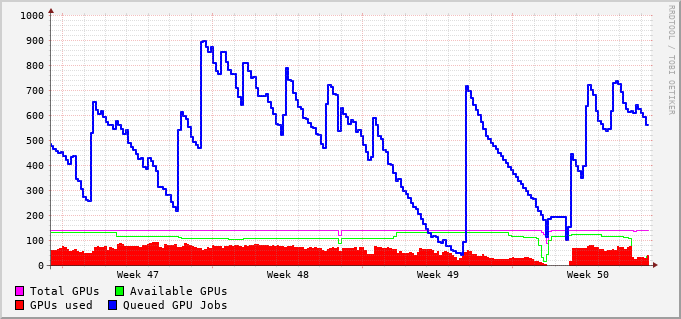 1000
900
800
700
600
500
400
300
200
100
0
Week 47 Week 48 Week 49 Week 50
Total GPUs Available GPUs
GPUs used Queued GPU Jobs
RRDTOOL / TOBI OETIKER